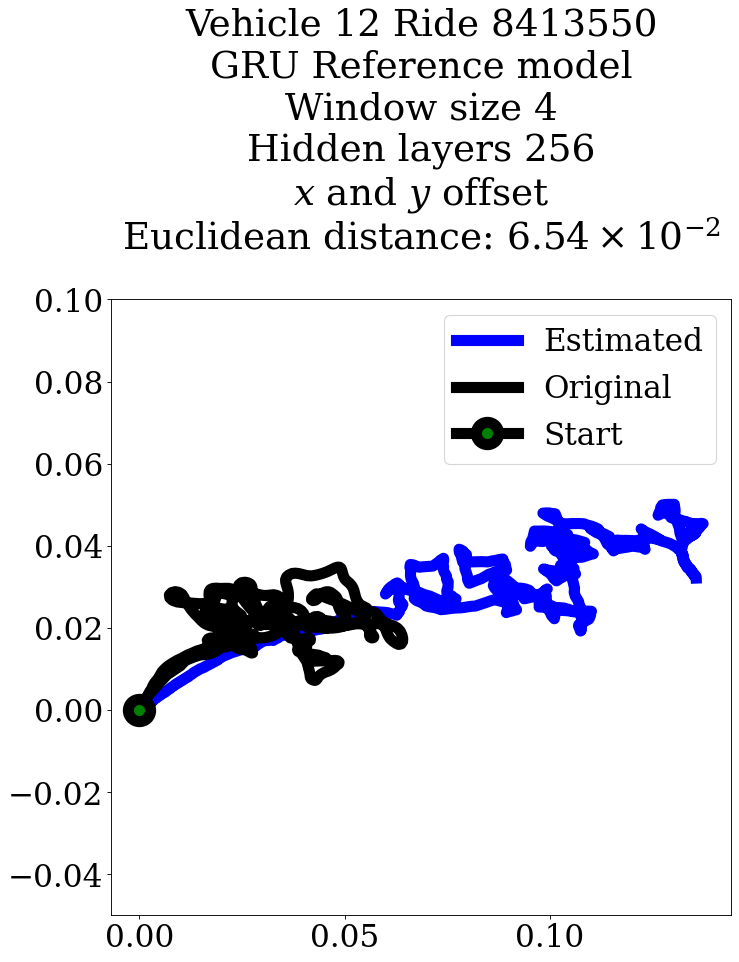 Vehicle 12 Ride 8413550
GRU Reference model
Window size 4
Hidden layers 256
x and y offset
Euclidean distance: 6.54 × 10⁻²
Estimated
Original
Start
0.10
0.08
0.06
0.04
0.02
0.00
−0.02
−0.04
0.00 0.05 0.10